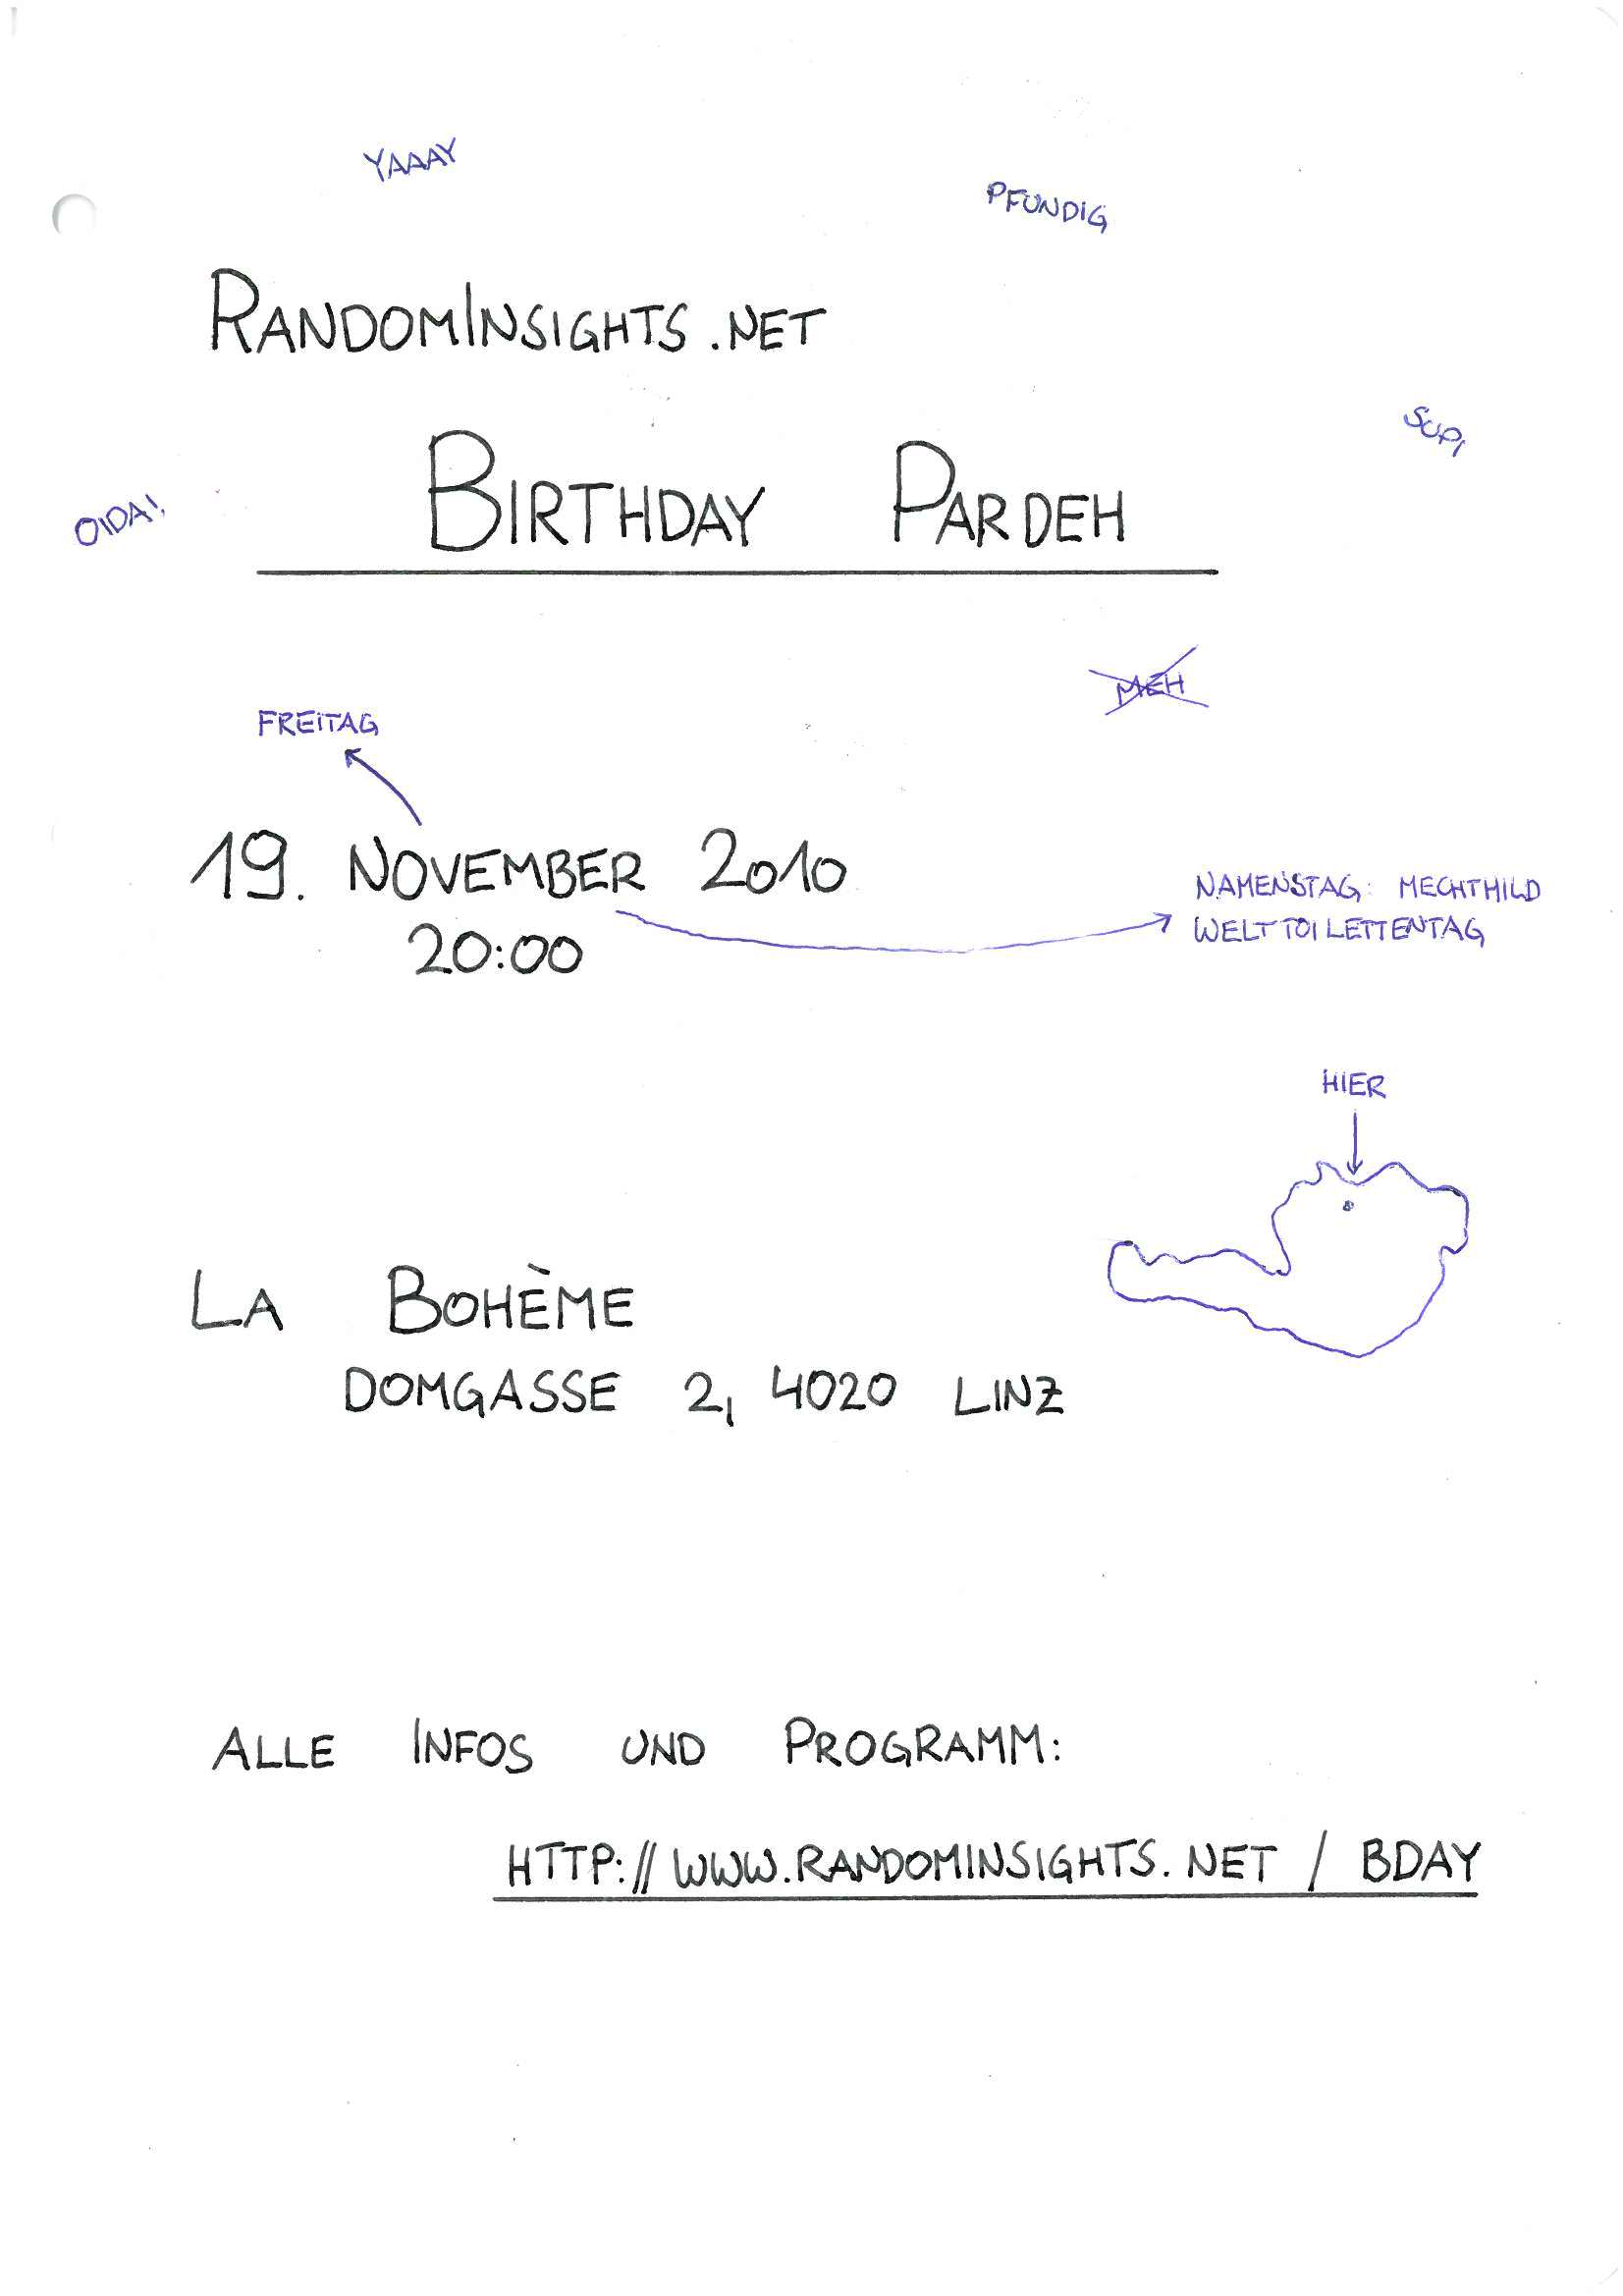 YAAAY
PFUNDIG
RANDOMINSIGHTS.NET
SUPI
OIDA!
BIRTHDAY PARDEH
MEH
FREITAG
19. NOVEMBER 2010
NAMENSTAG: MECHTHILD
WELTTOILETTENTAG
20:00
HIER
LA BOHÈME
DOMGASSE 2, 4020 LINZ
ALLE INFOS UND PROGRAMM:
HTTP://WWW.RANDOMINSIGHTS.NET / BDAY